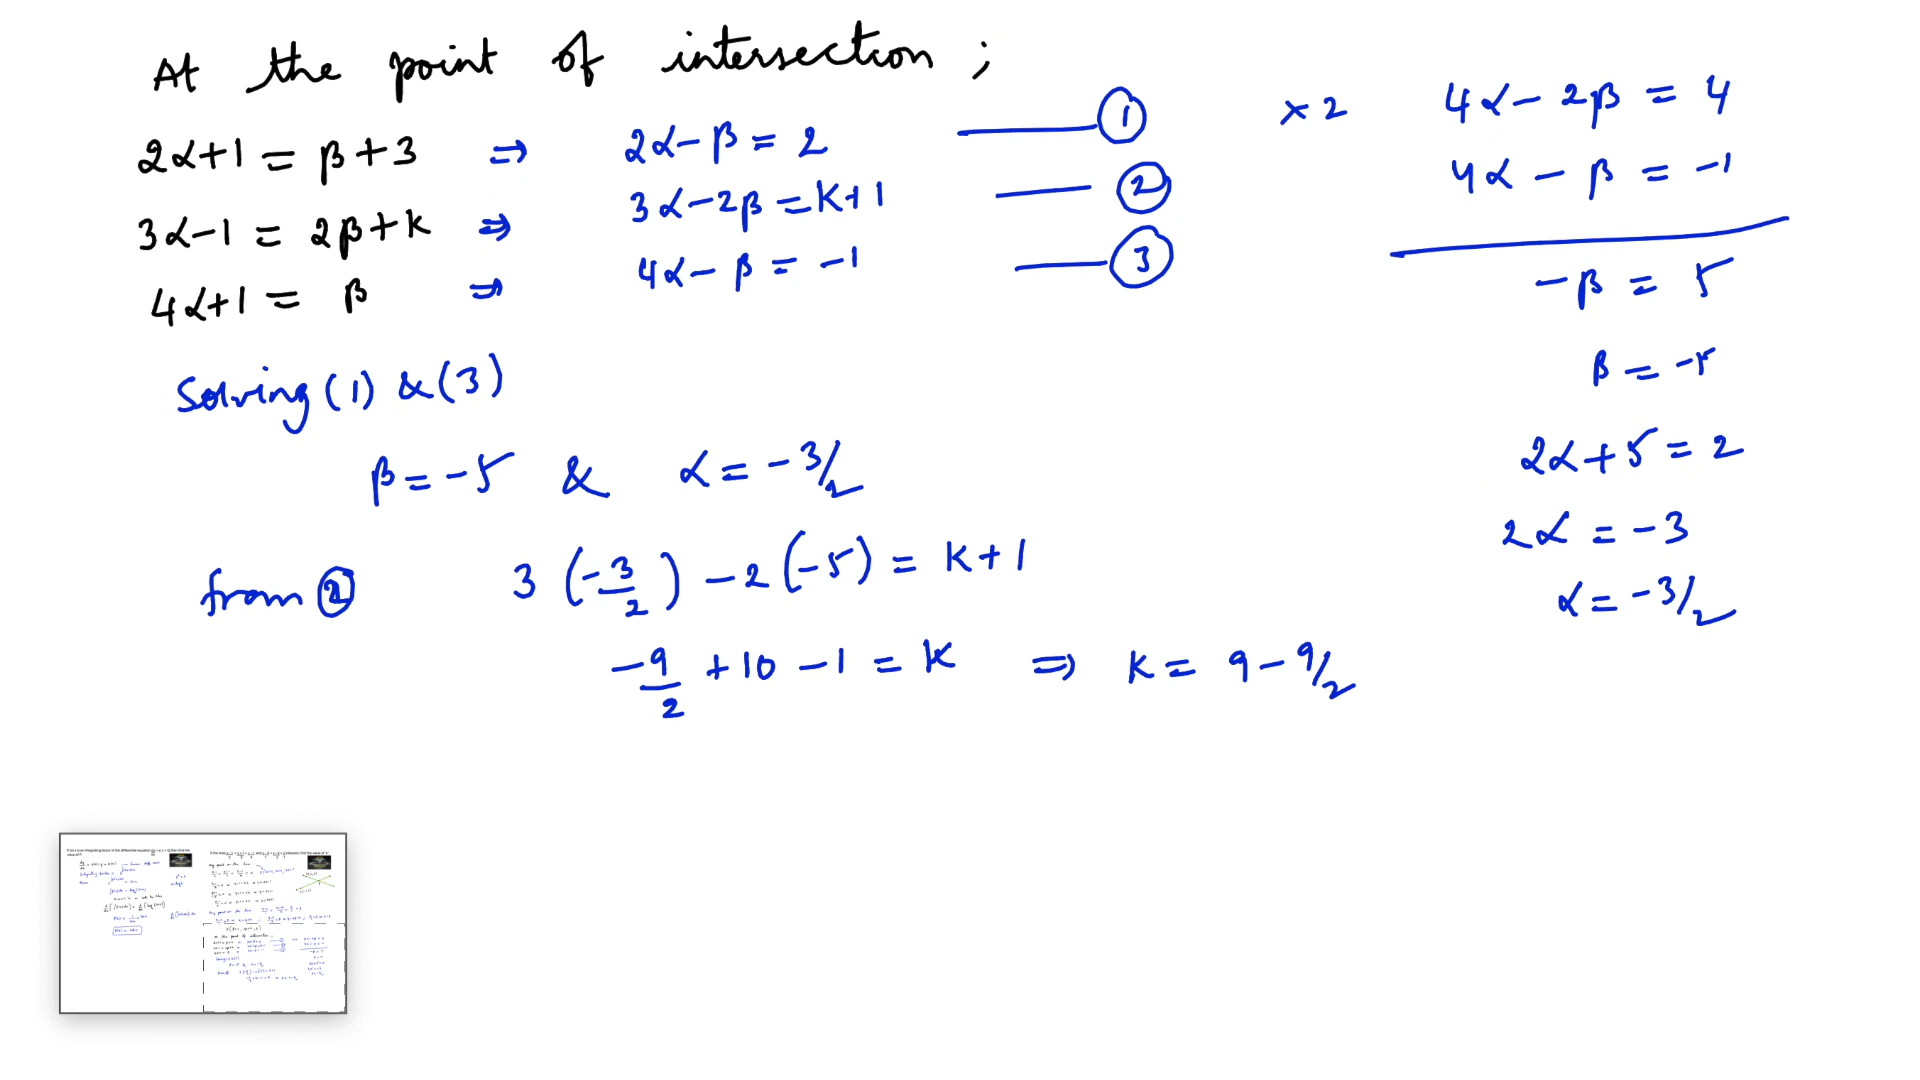 At the point of intersection ;
2α+1 = β+3 ⇒ 2α-β = 2 ——— ①
3α-1 = 2β+k ⇒ 3α-2β = K+1 ——— ②
4α+1 = β ⇒ 4α-β = -1 ——— ③
Solving (1) & (3)
β = -5 & α = -3/2
from ② 3(-3/2) -2(-5) = K+1
-9/2 +10 -1 = K ⇒ K = 9-9/2
×2 4α-2β = 4
4α-β = -1
-β = 5
β = -5
2α+5 = 2
2α = -3
α = -3/2